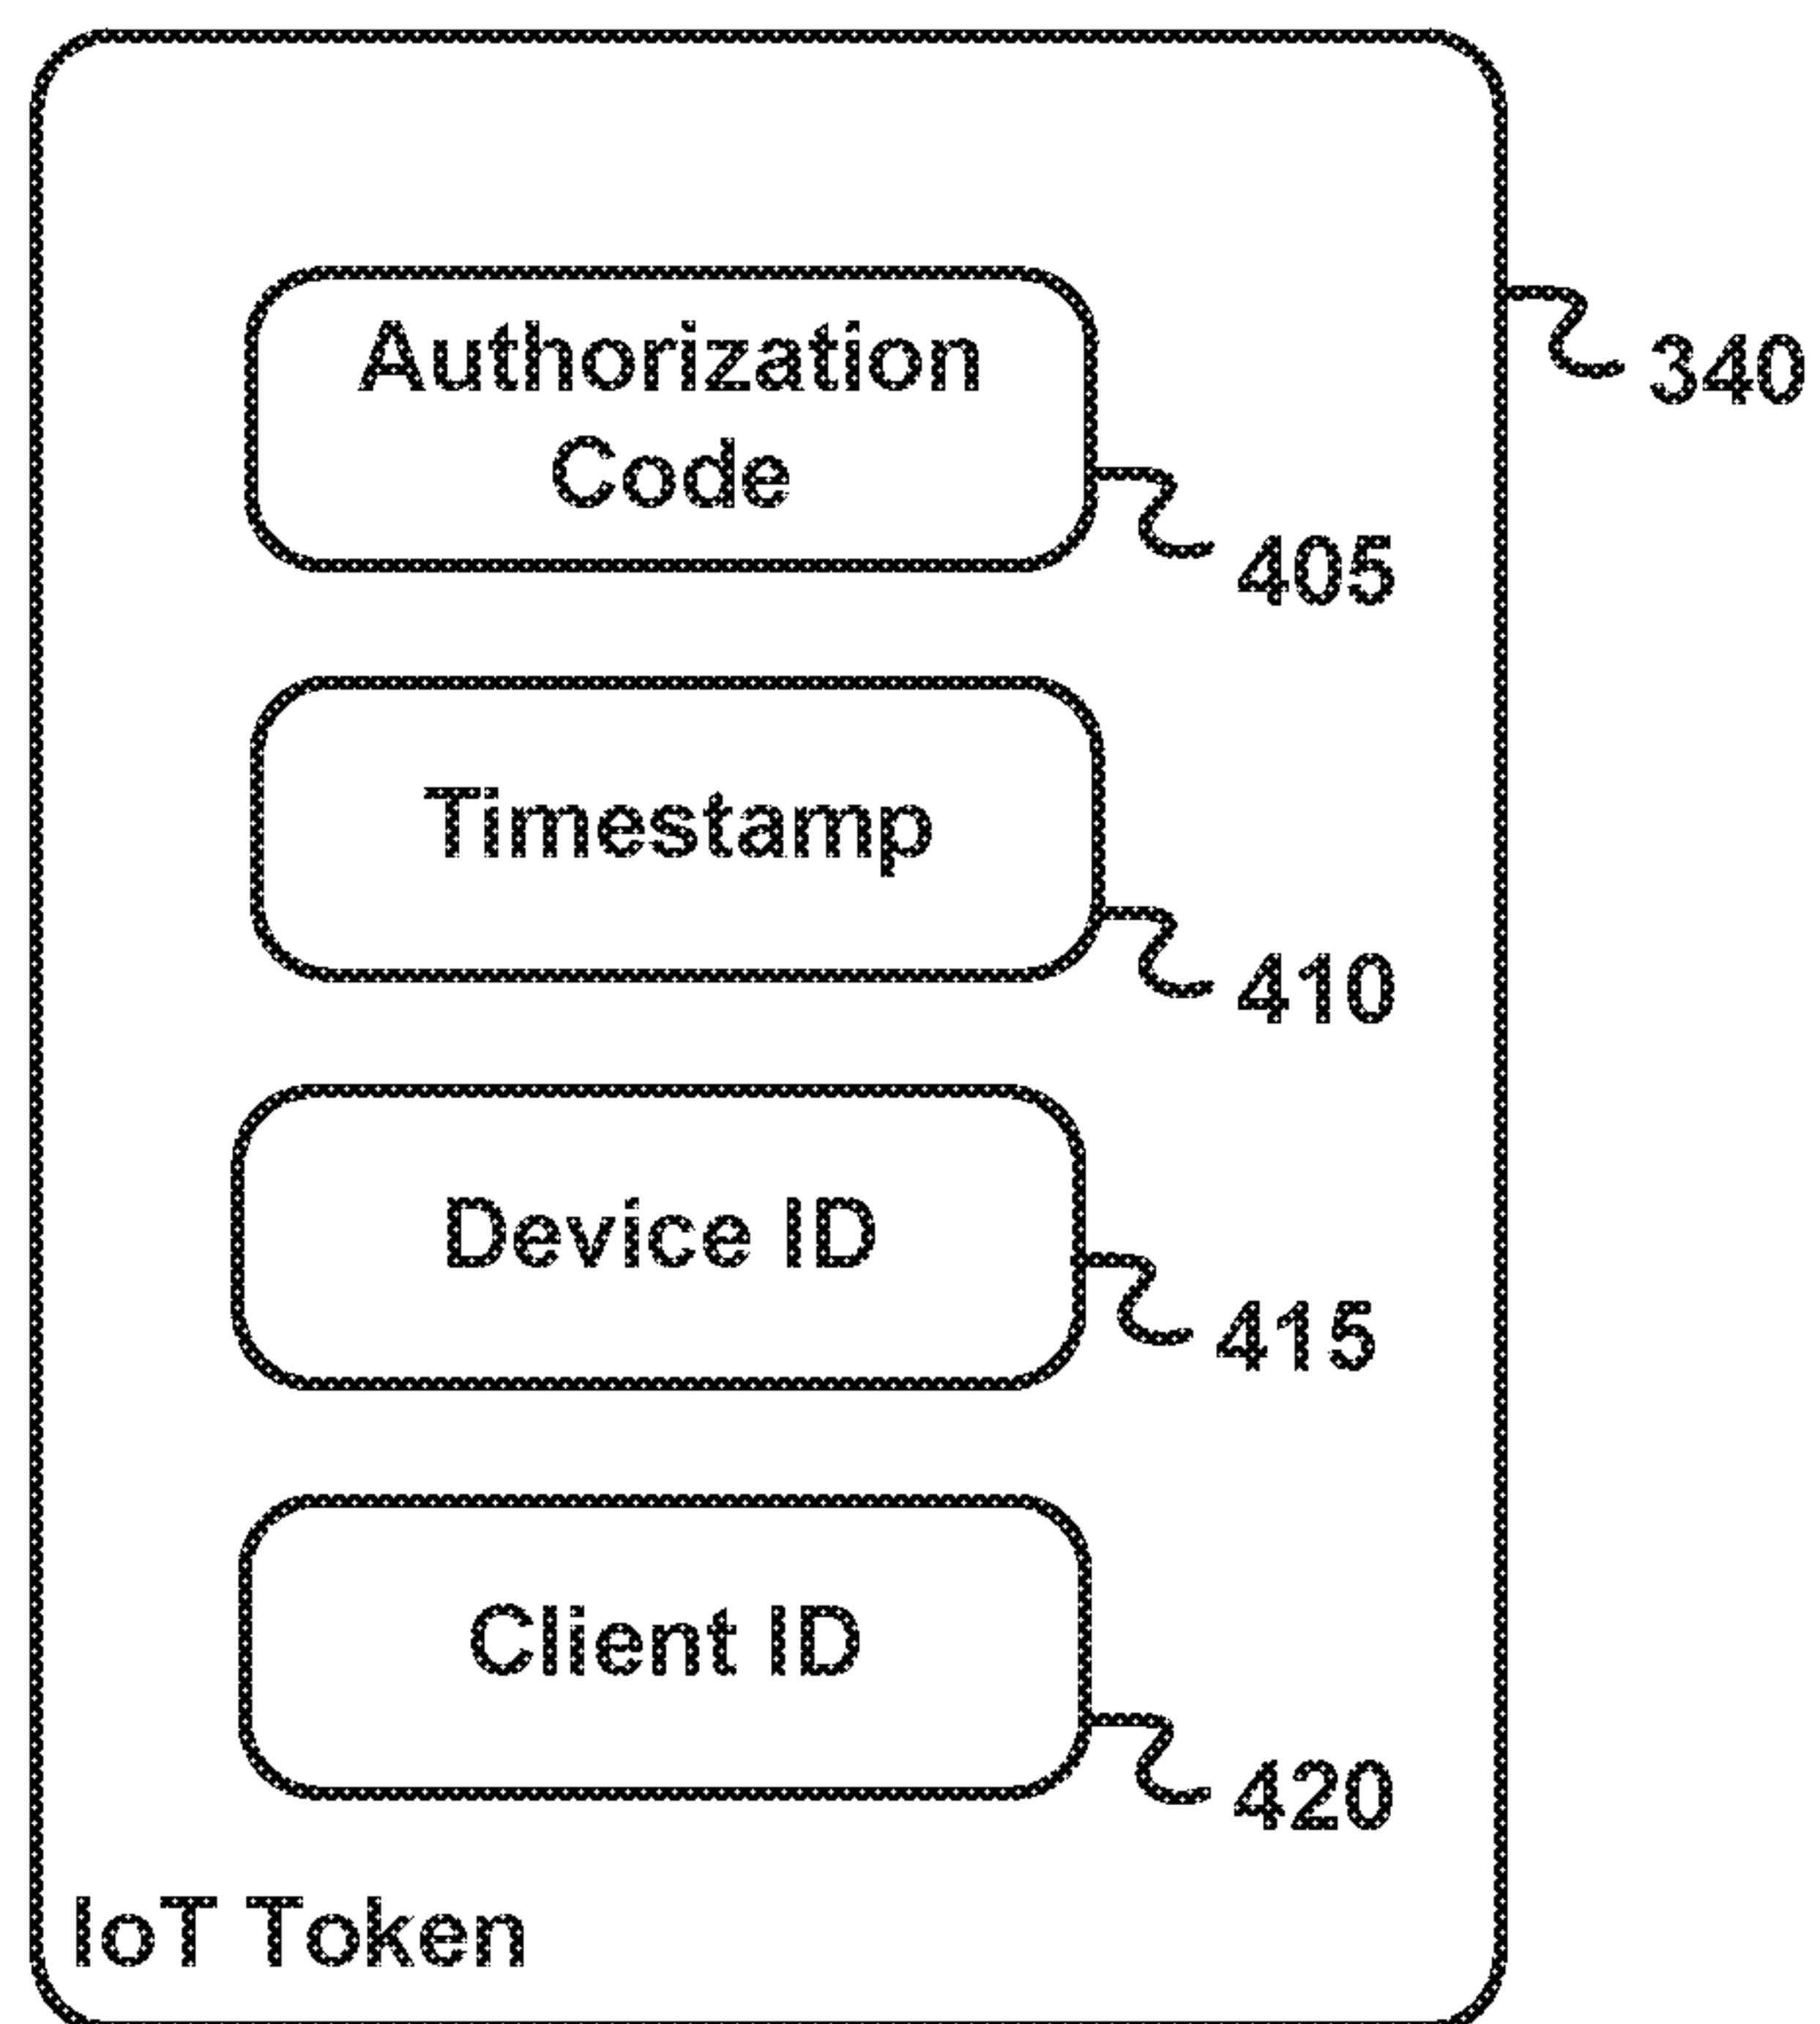 Authorization
Code
340
405
Timestamp
410
Device ID
415
Client ID
420
IoT Token